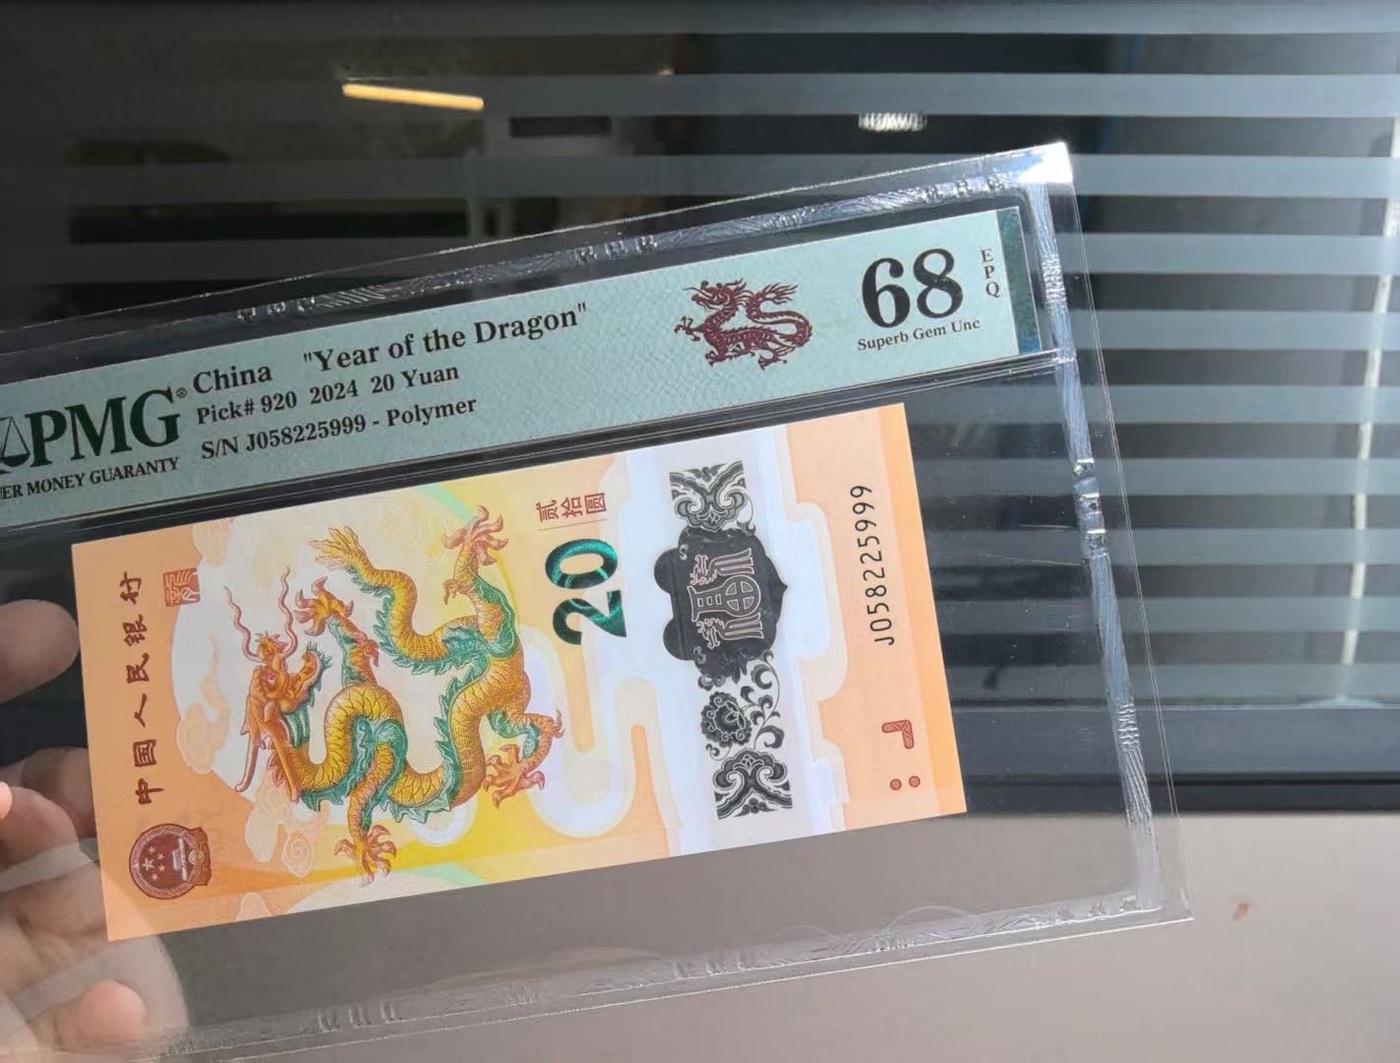 PMG®
ER MONEY GUARANTY
China "Year of the Dragon"
Pick# 920 2024 20 Yuan
S/N J058225999 - Polymer
68
EPQ
Superb Gem Unc
中国人民银行
贰拾圆
20
J058225999